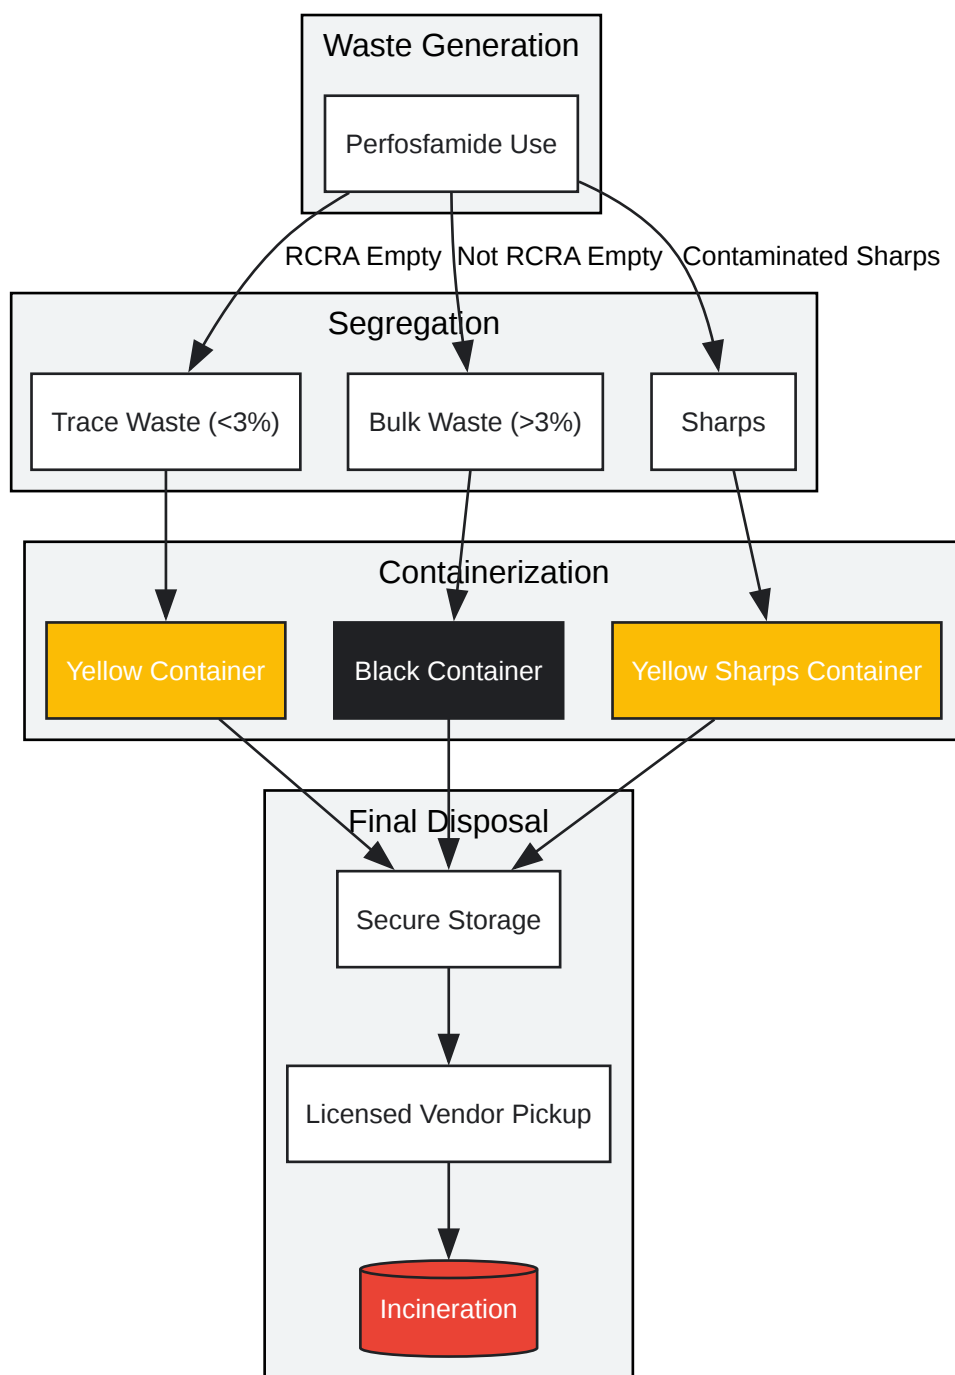 Waste Generation
Perfosfamide Use
RCRA Empty
Not RCRA Empty
Contaminated Sharps
Segregation
Trace Waste (<3%)
Bulk Waste (>3%)
Sharps
Containerization
Yellow Container
Black Container
Yellow Sharps Container
Final Disposal
Secure Storage
Licensed Vendor Pickup
Incineration